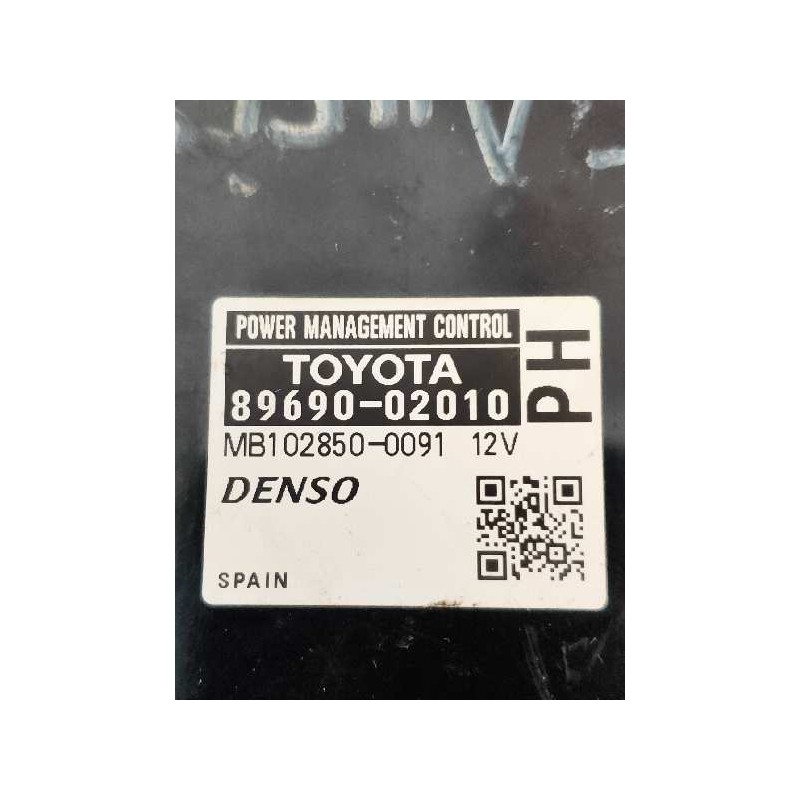 POWER MANAGEMENT CONTROL
TOYOTA
89690-02010
PH
MB102850-0091 12V
DENSO
SPAIN